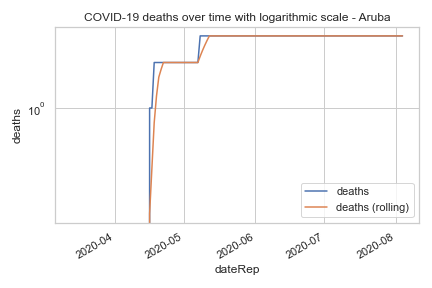 COVID-19 deaths over time with logarithmic scale - Aruba
deaths
10⁰
deaths
deaths (rolling)
2020-04
2020-05
2020-06
2020-07
2020-08
dateRep